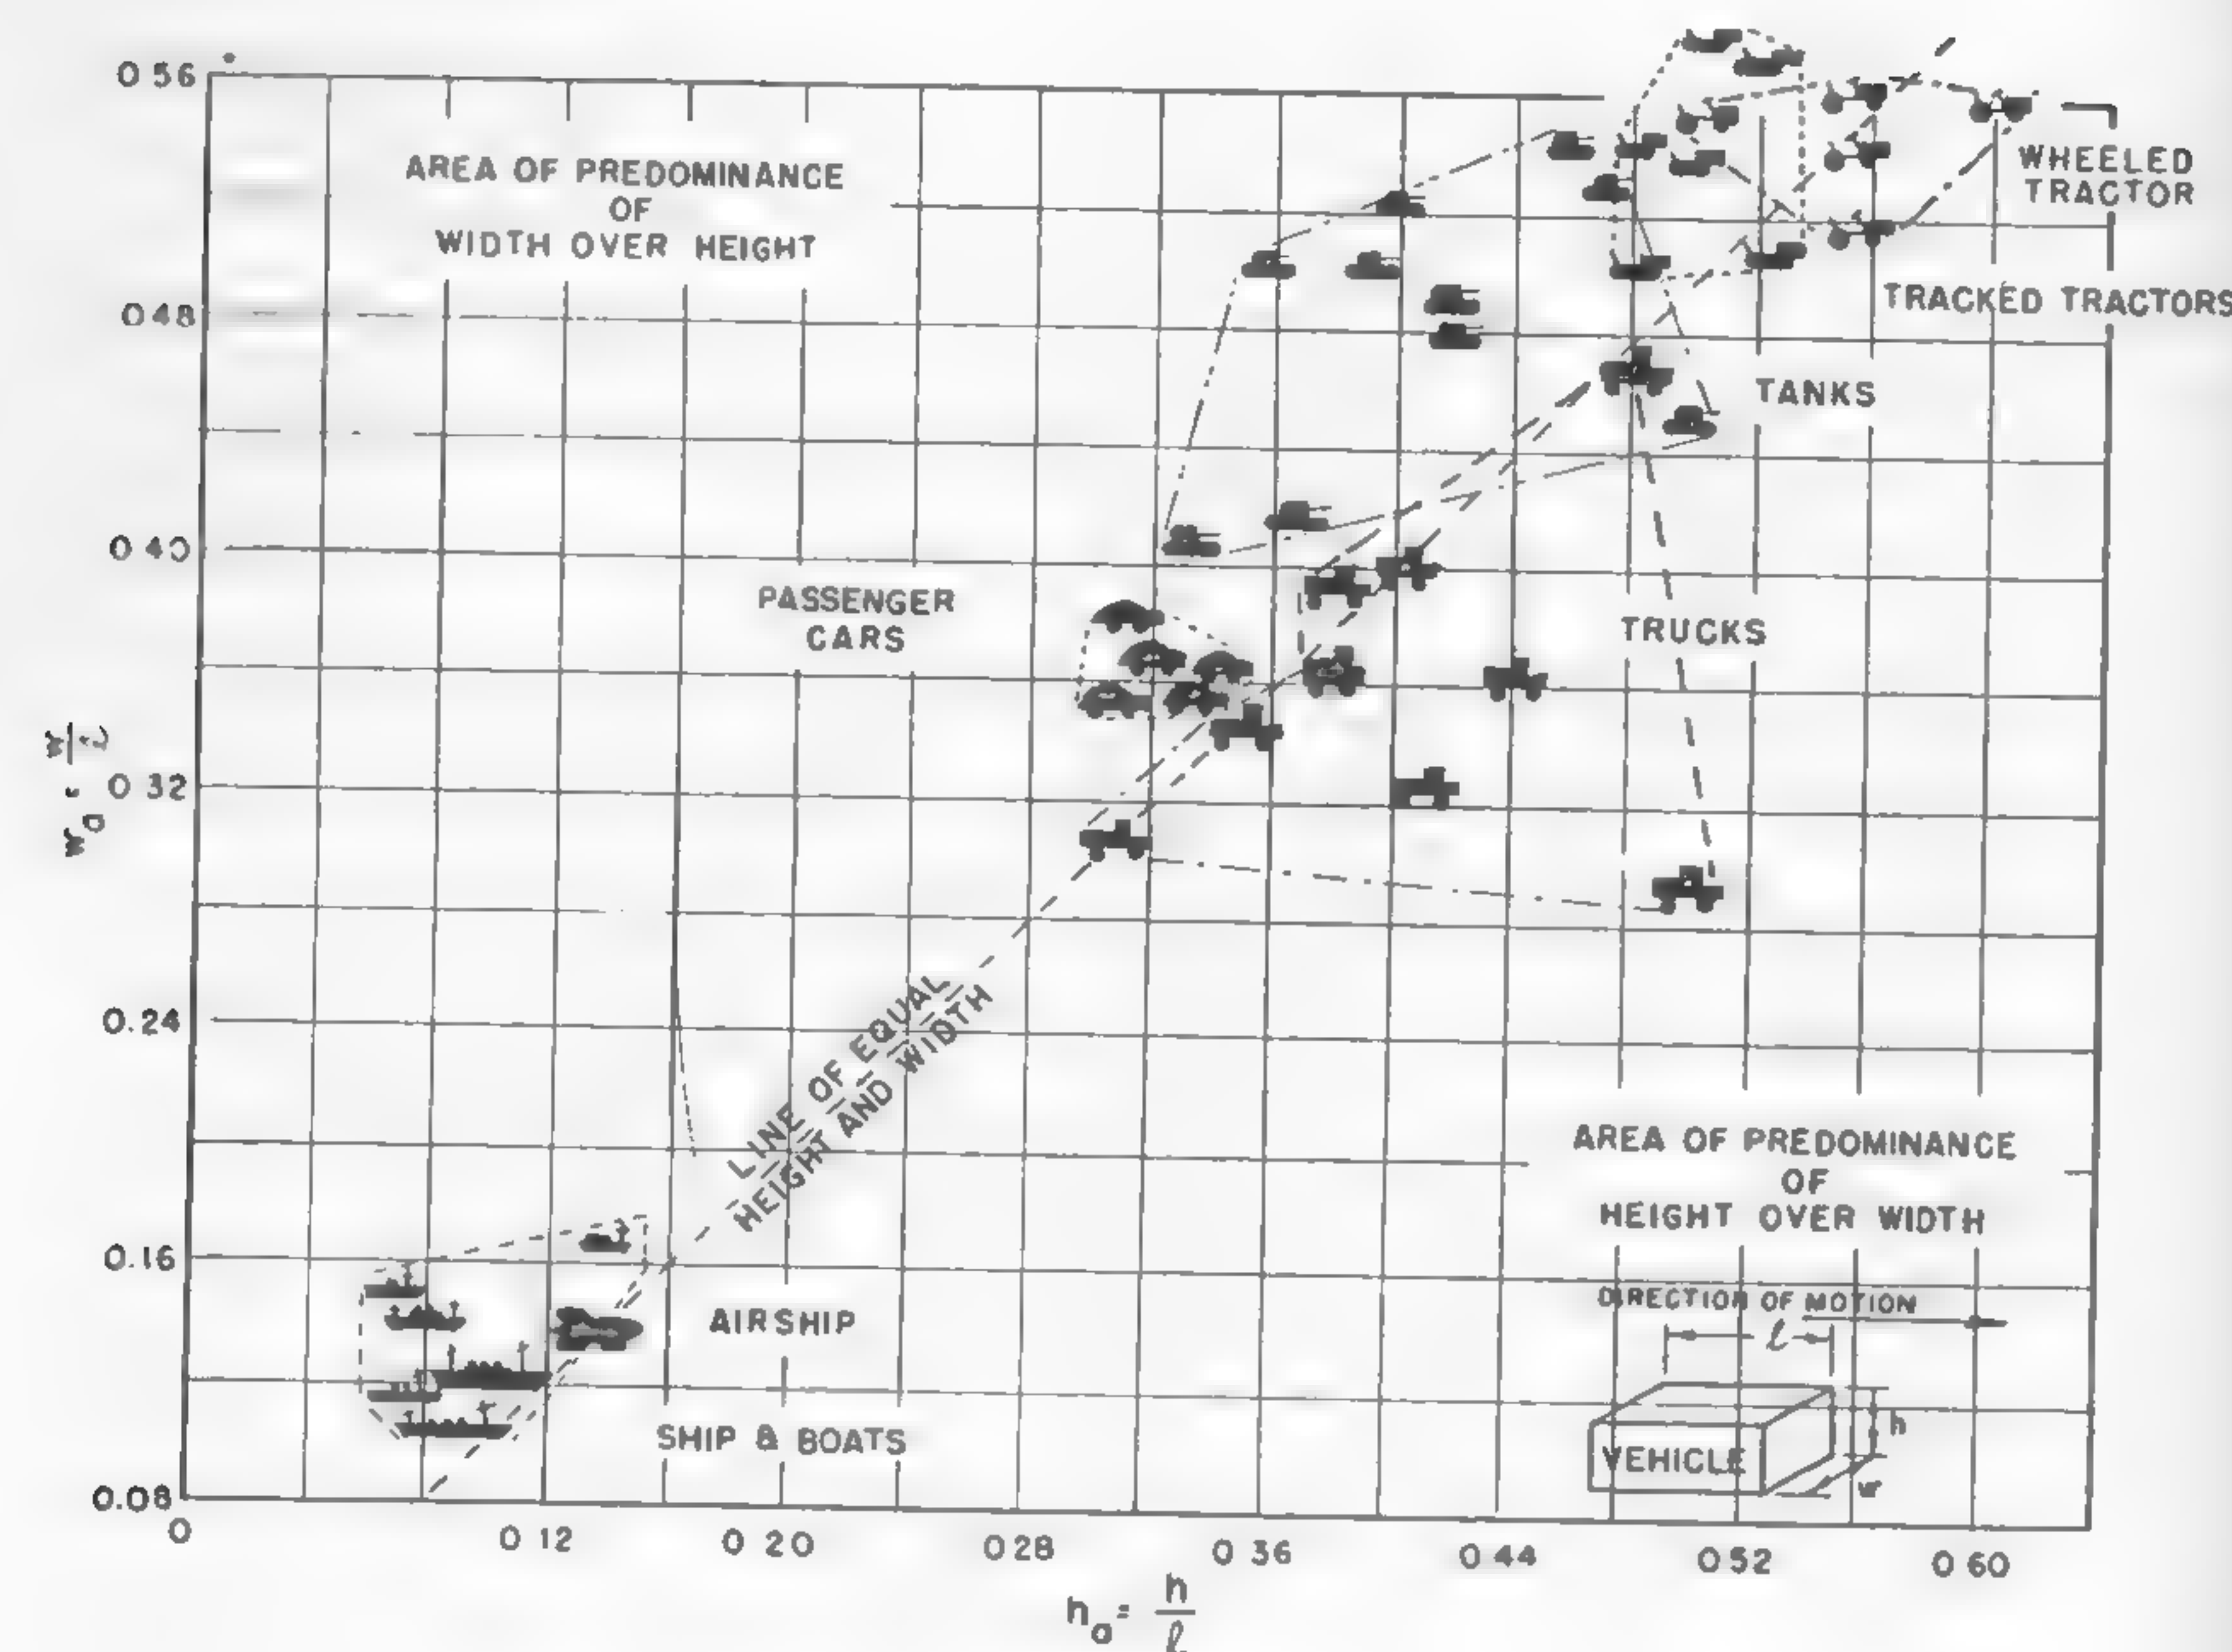 0.56
0.48
0.40
0.32
0.24
0.16
0.08
w_a = w/l
AREA OF PREDOMINANCE
OF
WIDTH OVER HEIGHT
WHEELED
TRACTOR
TRACKED TRACTORS
TANKS
PASSENGER
CARS
TRUCKS
LINE OF EQUAL
HEIGHT AND WIDTH
AREA OF PREDOMINANCE
OF
HEIGHT OVER WIDTH
DIRECTION OF MOTION
l
h
VEHICLE
w
AIRSHIP
SHIP & BOATS
0 0.12 0.20 0.28 0.36 0.44 0.52 0.60
h_a = h/l